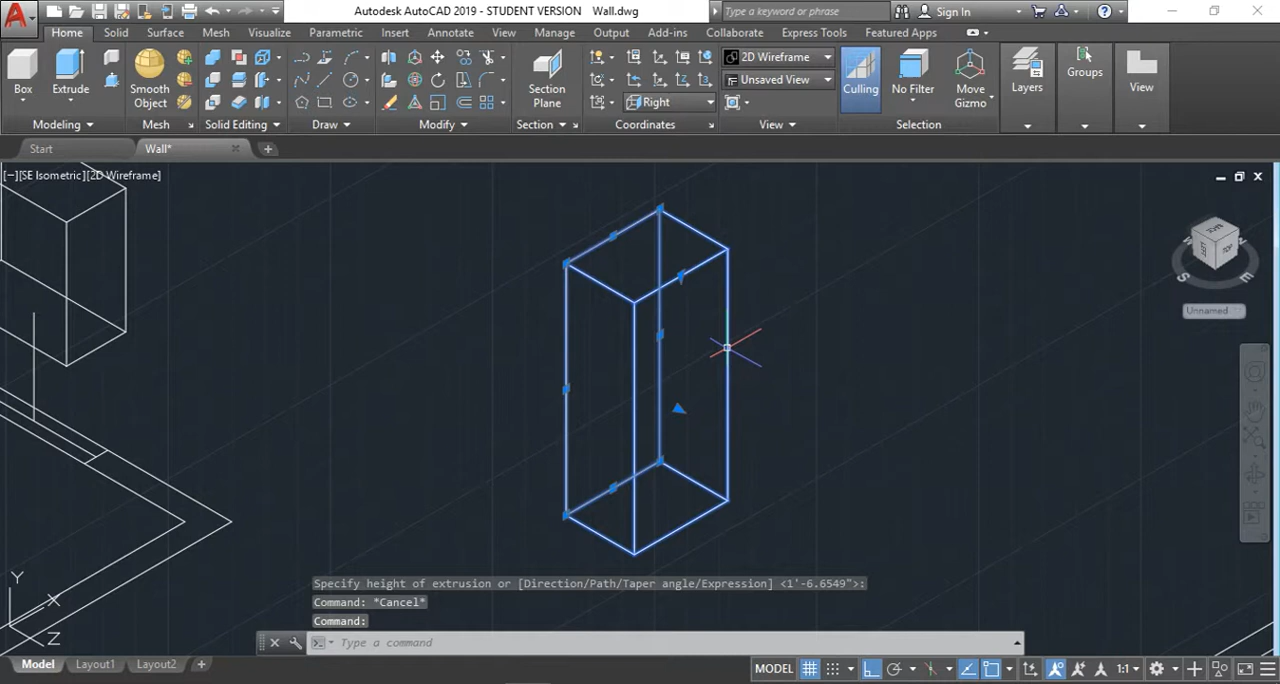 Autodesk AutoCAD 2019 - STUDENT VERSION Wall.dwg
Type a keyword or phrase
Sign In
Home Solid Surface Mesh Visualize Parametric Insert Annotate View Manage Output Add-ins Collaborate Express Tools Featured Apps
2D Wireframe
Unsaved View
Right
Box Extrude Smooth Object Section Plane Culling No Filter Move Gizmo Layers Groups View
Modeling Mesh Solid Editing Draw Modify Section Coordinates View Selection
Start Wall*
[−][SE Isometric][2D Wireframe]
TOP
W N
S E
Unnamed
Y
X
Z
Specify height of extrusion or [Direction/Path/Taper angle/Expression] <1'-6.6549">:
Command: *Cancel*
Command:
Type a command
Model Layout1 Layout2 +
MODEL 1:1